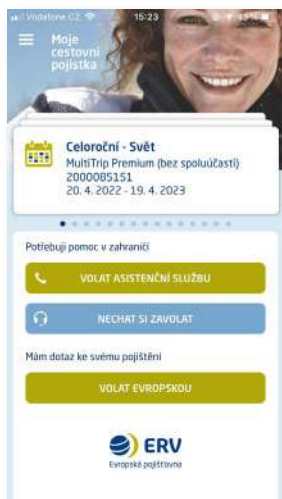 Vodafone CZ 15:23 43 %
Moje
cestovní
pojistka
Celoroční - Svět
MultiTrip Premium (bez spoluúčasti)
2000085151
20. 4. 2022 - 19. 4. 2023
Potřebuji pomoc v zahraničí
VOLAT ASISTENČNÍ SLUŽBU
NECHAT SI ZAVOLAT
Mám dotaz ke svému pojištění
VOLAT EVROPSKOU
ERV
Evropská pojišťovna